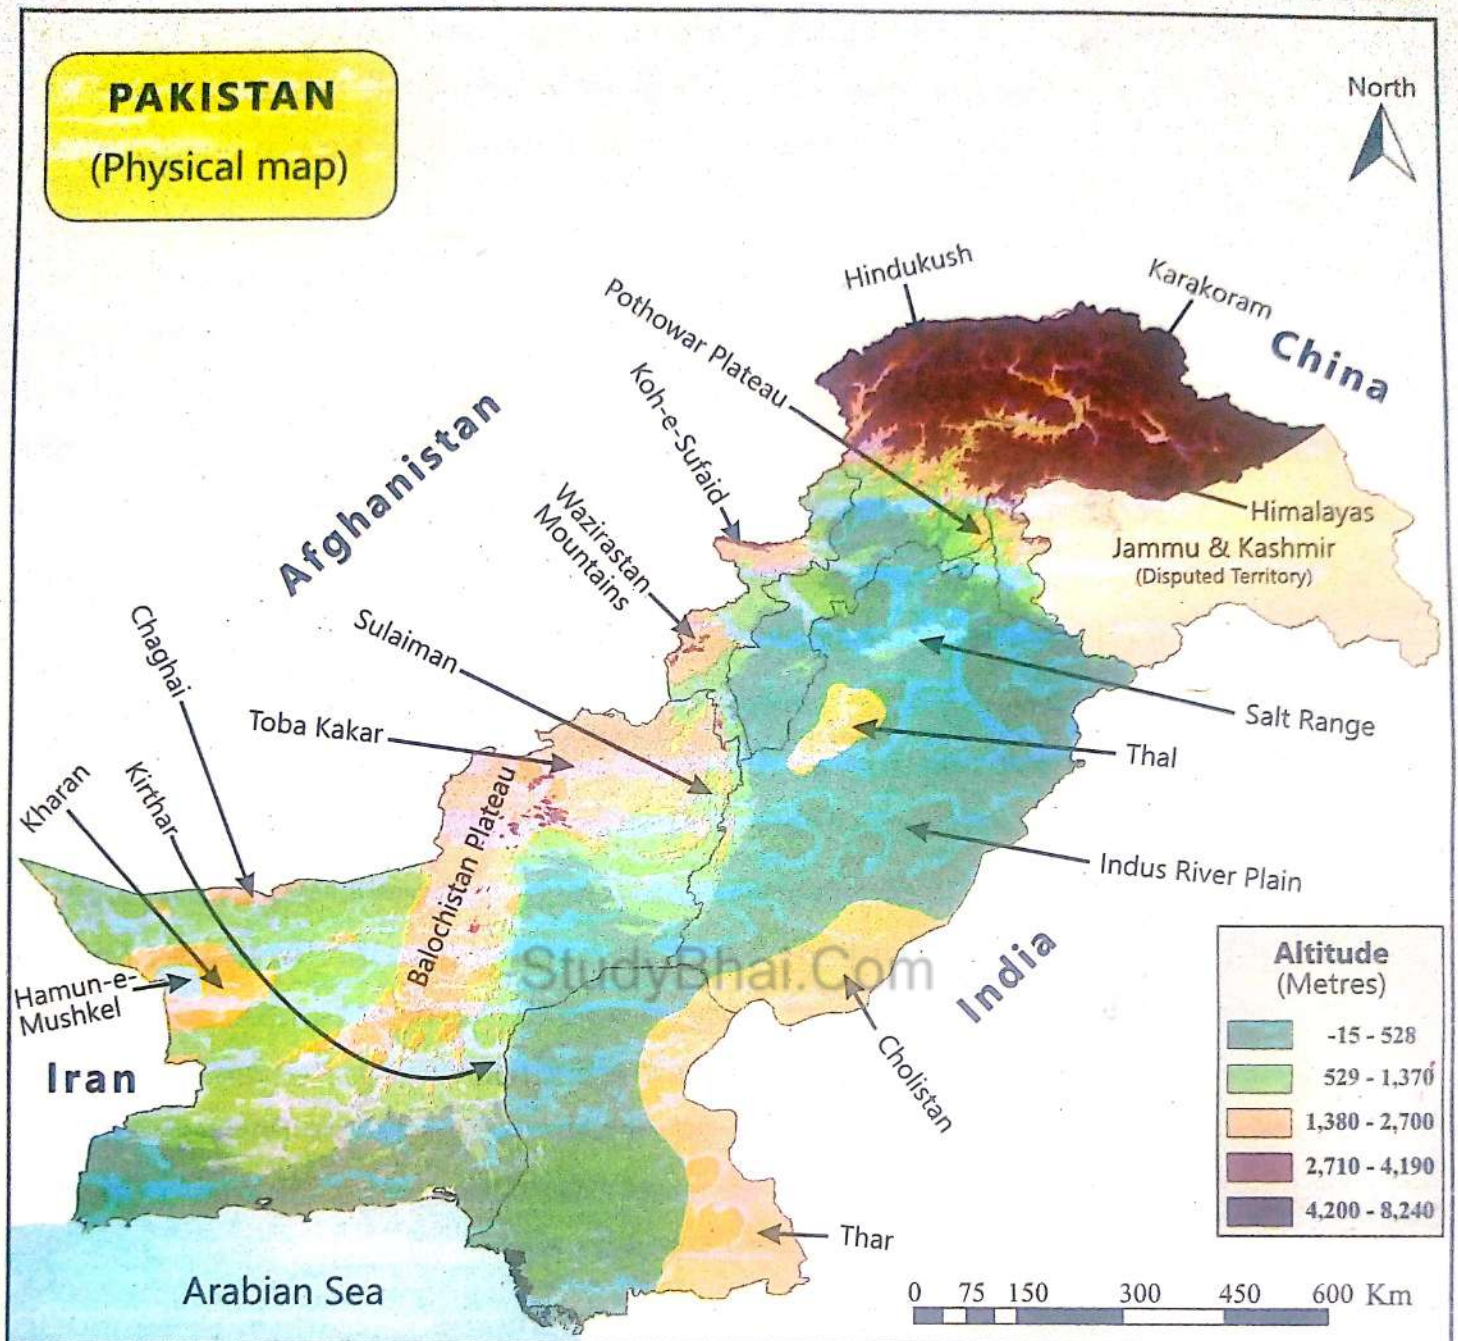 PAKISTAN
(Physical map)
North
Hindukush
Karakoram
China
Pothowar Plateau
Koh-e-Sufaid
Afghanistan
Wazirastan
Mountains
Himalayas
Jammu & Kashmir
(Disputed Territory)
Chaghai
Sulaiman
Toba Kakar
Salt Range
Thal
Kharan
Kirthar
Balochistan Plateau
Indus River Plain
StudyBhai.Com
India
Hamun-e-
Mushkel
Iran
Cholistan
Altitude
(Metres)
-15 - 528
529 - 1,370
1,380 - 2,700
2,710 - 4,190
4,200 - 8,240
Thar
Arabian Sea
0 75 150 300 450 600 Km